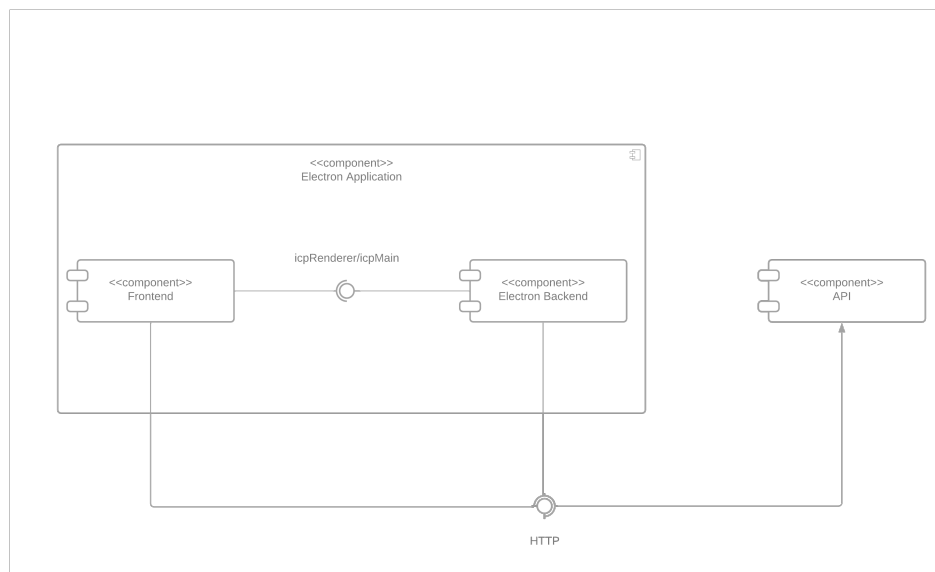 <<component>>
Electron Application
icpRenderer/icpMain
<<component>>
Frontend
<<component>>
Electron Backend
<<component>>
API
HTTP